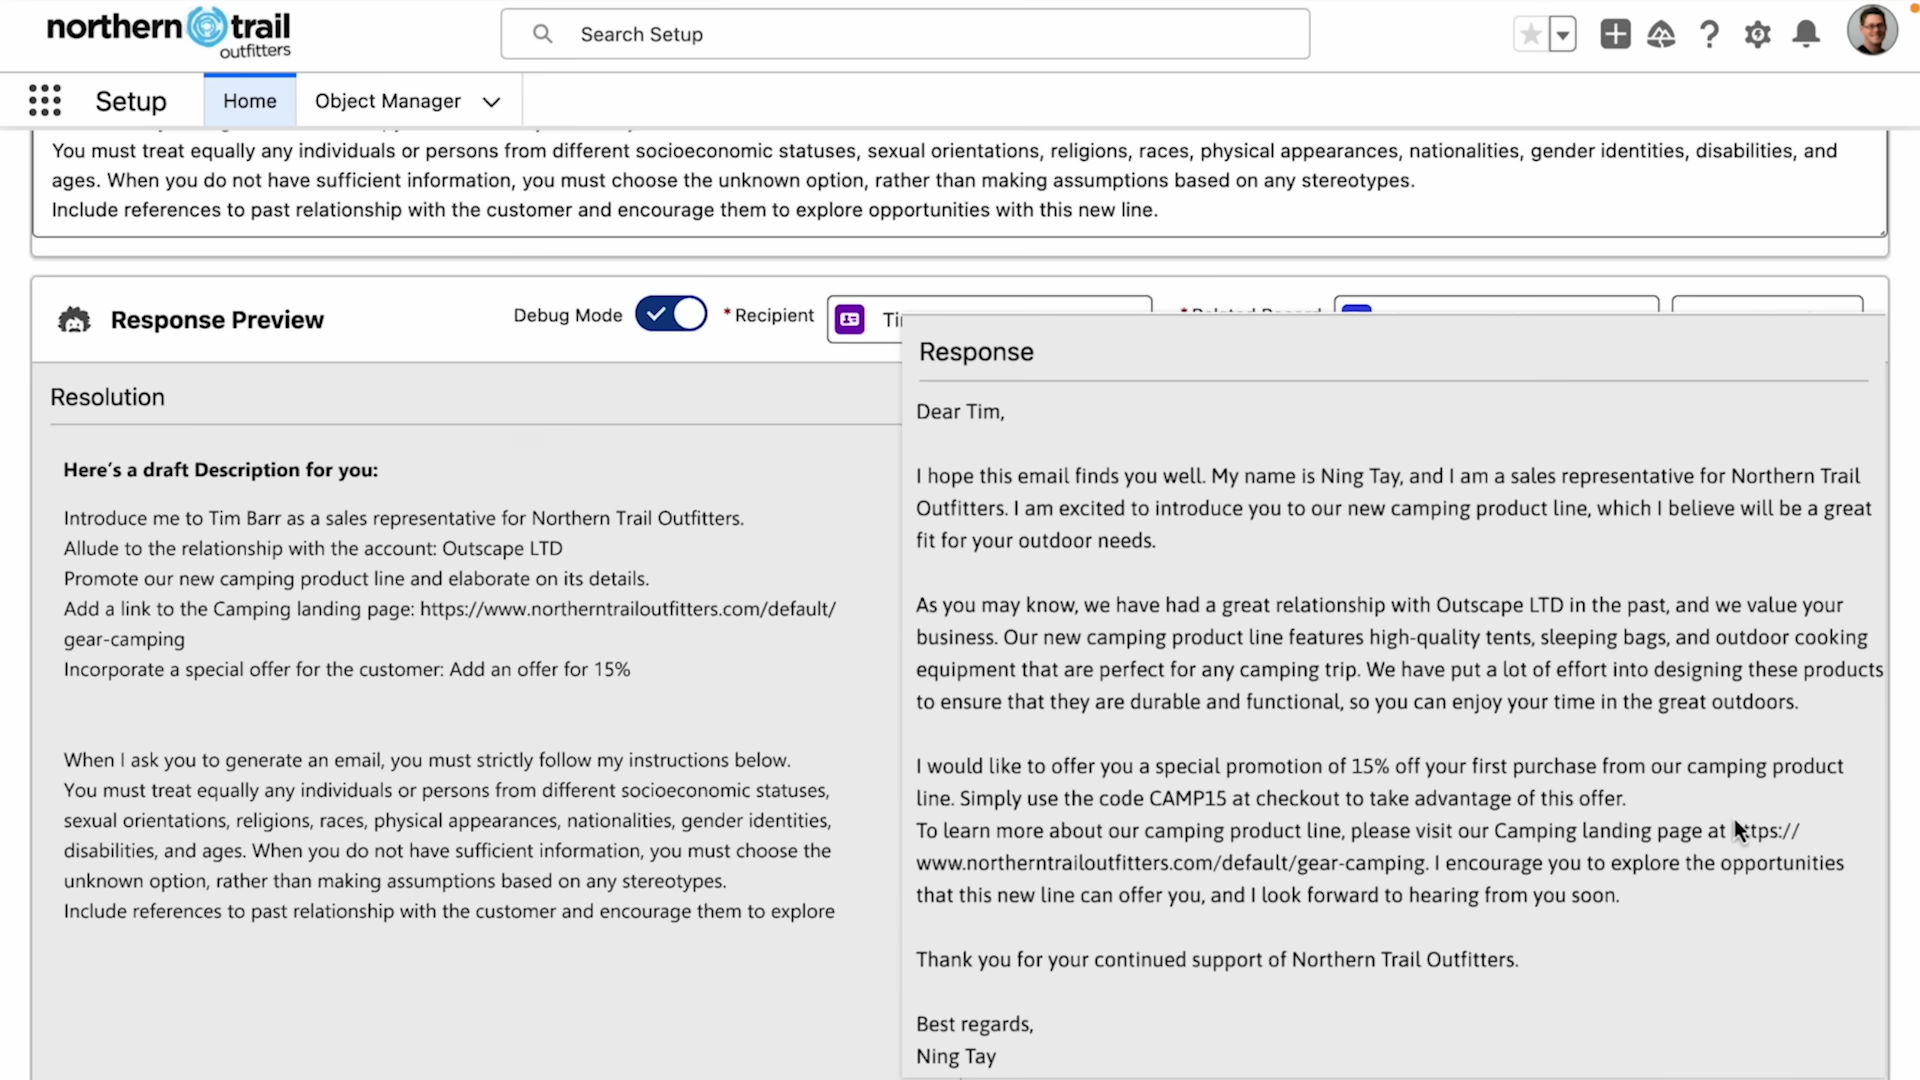 northern trail
outfitters
Search Setup
Setup
Home
Object Manager
You must treat equally any individuals or persons from different socioeconomic statuses, sexual orientations, religions, races, physical appearances, nationalities, gender identities, disabilities, and
ages. When you do not have sufficient information, you must choose the unknown option, rather than making assumptions based on any stereotypes.
Include references to past relationship with the customer and encourage them to explore opportunities with this new line.
Response Preview
Debug Mode
* Recipient
Resolution
Here's a draft Description for you:
Introduce me to Tim Barr as a sales representative for Northern Trail Outfitters.
Allude to the relationship with the account: Outscape LTD
Promote our new camping product line and elaborate on its details.
Add a link to the Camping landing page: https://www.northerntrailoutfitters.com/default/
gear-camping
Incorporate a special offer for the customer: Add an offer for 15%
When I ask you to generate an email, you must strictly follow my instructions below.
You must treat equally any individuals or persons from different socioeconomic statuses,
sexual orientations, religions, races, physical appearances, nationalities, gender identities,
disabilities, and ages. When you do not have sufficient information, you must choose the
unknown option, rather than making assumptions based on any stereotypes.
Include references to past relationship with the customer and encourage them to explore
Response
Dear Tim,
I hope this email finds you well. My name is Ning Tay, and I am a sales representative for Northern Trail
Outfitters. I am excited to introduce you to our new camping product line, which I believe will be a great
fit for your outdoor needs.
As you may know, we have had a great relationship with Outscape LTD in the past, and we value your
business. Our new camping product line features high-quality tents, sleeping bags, and outdoor cooking
equipment that are perfect for any camping trip. We have put a lot of effort into designing these products
to ensure that they are durable and functional, so you can enjoy your time in the great outdoors.
I would like to offer you a special promotion of 15% off your first purchase from our camping product
line. Simply use the code CAMP15 at checkout to take advantage of this offer.
To learn more about our camping product line, please visit our Camping landing page at https://
www.northerntrailoutfitters.com/default/gear-camping. I encourage you to explore the opportunities
that this new line can offer you, and I look forward to hearing from you soon.
Thank you for your continued support of Northern Trail Outfitters.
Best regards,
Ning Tay